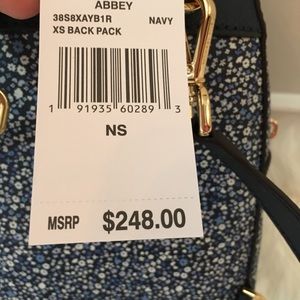 ABBEY
38S8XAYB1R NAVY
XS BACK PACK
1 91935 60289 3
NS
MSRP $248.00